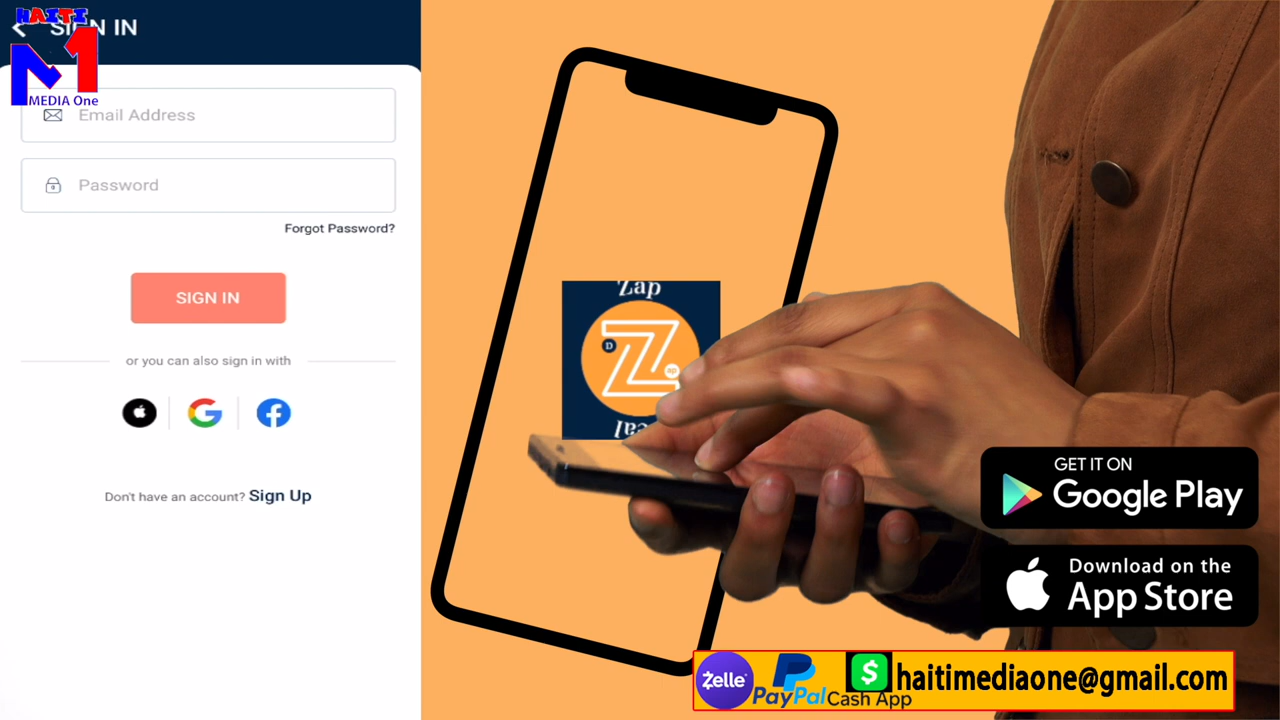 HAITI
M1
MEDIA One
SIGN IN
Email Address
Password
Forgot Password?
SIGN IN
or you can also sign in with
Don't have an account? Sign Up
Zap
Z
D
GET IT ON
Google Play
Download on the
App Store
Zelle
PayPal
$
Cash App
haitimediaone@gmail.com